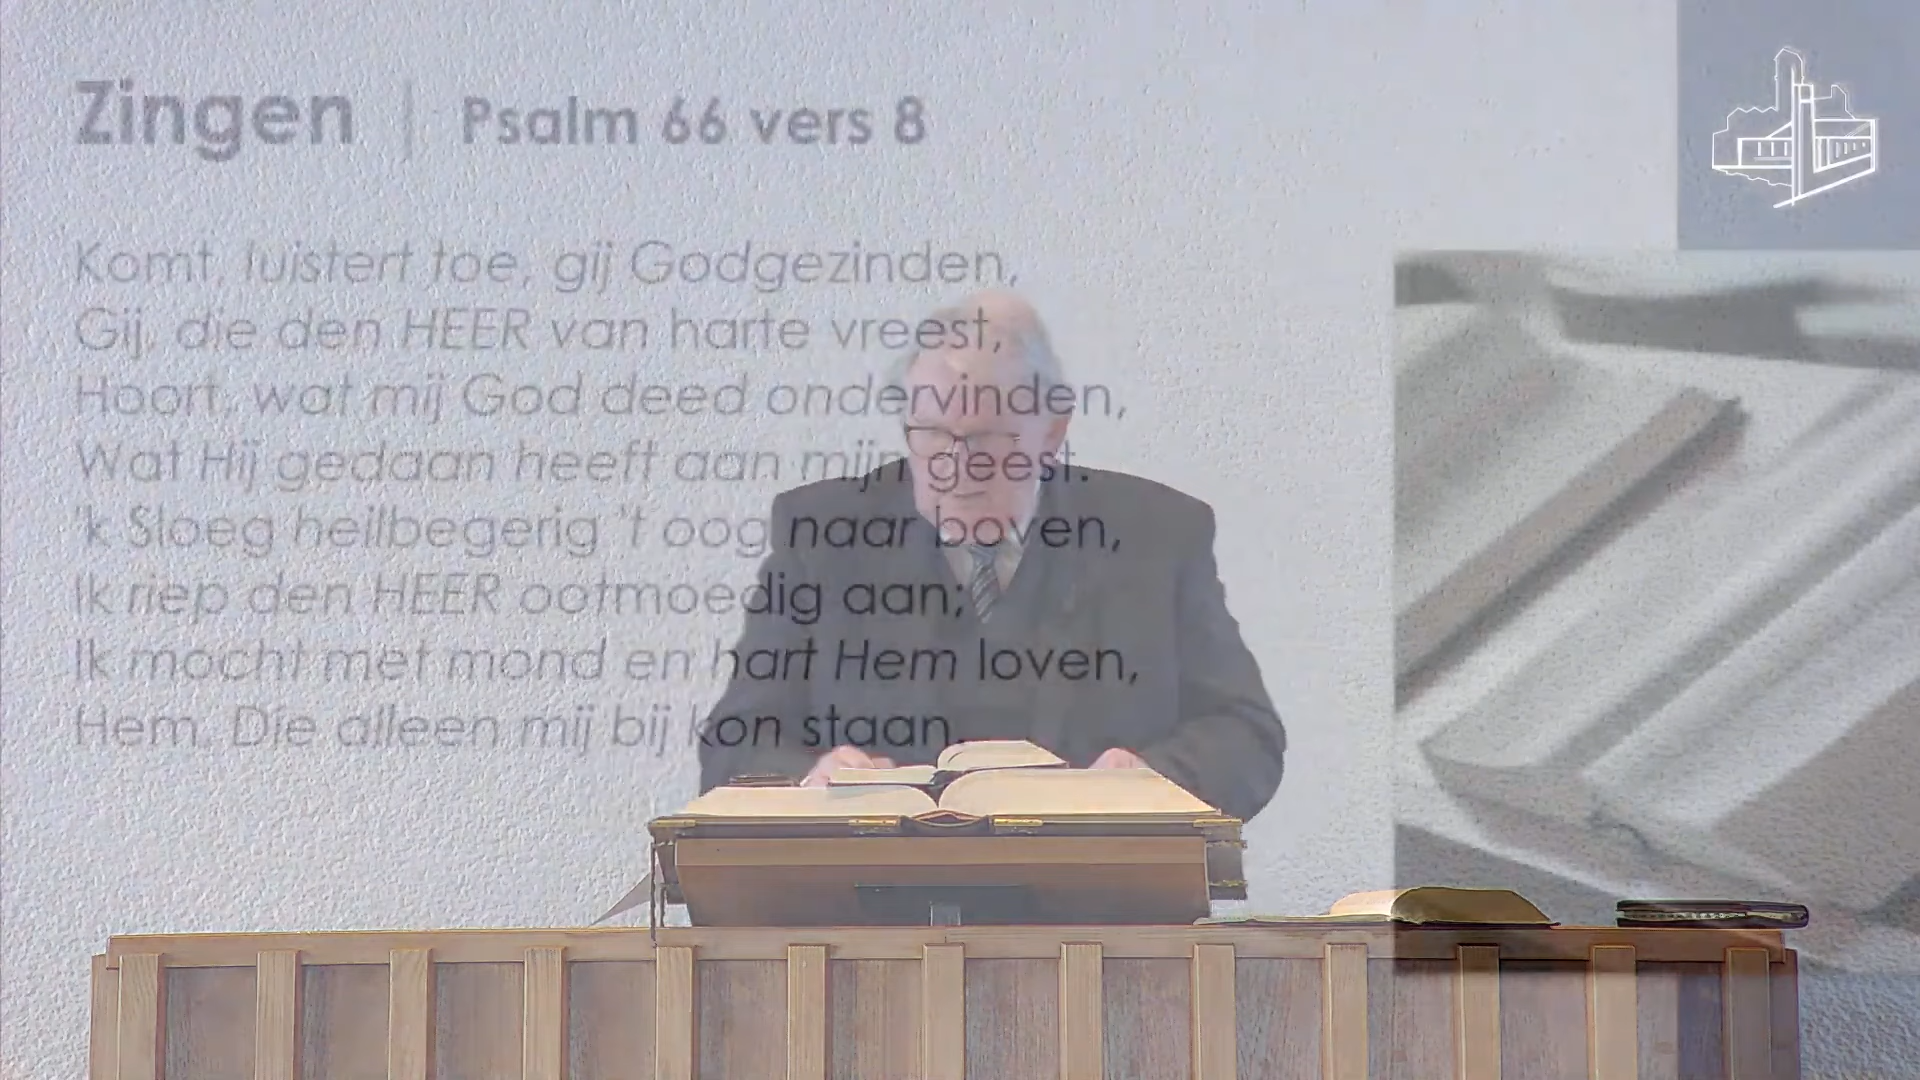 Zingen | Psalm 66 vers 8
Komt, luistert toe, gij Godgezinden,
Gij, die den HEER van harte vreest,
Hoort, wat mij God deed ondervinden,
Wat Hij gedaan heeft aan mijn geest.
'k Sloeg heilbegerig 't oog naar boven,
Ik riep den HEER ootmoedig aan;
Ik mocht met mond en hart Hem loven,
Hem, Die alleen mij bij kon staan.